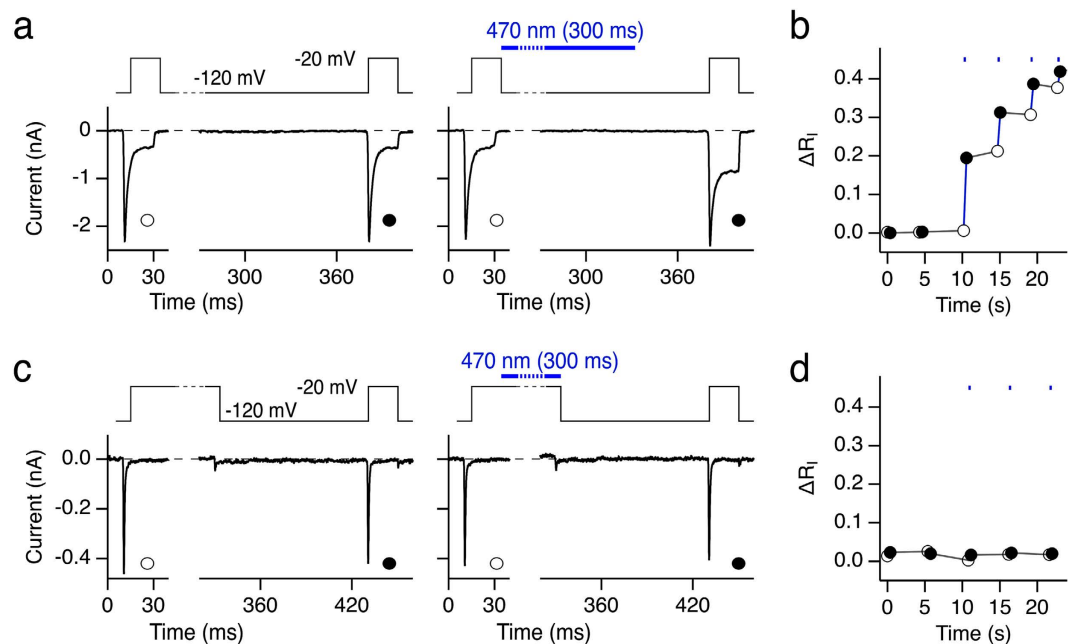 a
470 nm (300 ms)
b
-120 mV
-20 mV
0
-1
-2
Current (nA)
0 30 300 360
Time (ms)
0 30 300 360
Time (ms)
0.4
0.3
0.2
0.1
0.0
ΔRI
0 5 10 15 20
Time (s)
c
470 nm (300 ms)
d
-20 mV
-120 mV
0.0
-0.2
-0.4
Current (nA)
0 30 360 420
Time (ms)
0 30 360 420
Time (ms)
0.4
0.3
0.2
0.1
0.0
ΔRI
0 5 10 15 20
Time (s)